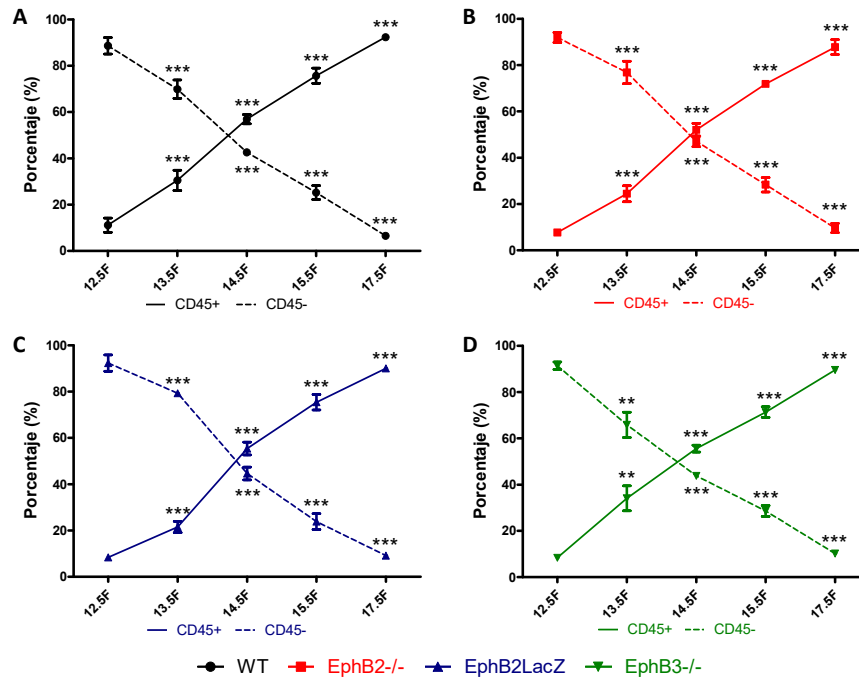 A
Porcentaje (%)
100
80
60
40
20
0
***
***
***
***
***
***
***
***
12.5F
13.5F
14.5F
15.5F
17.5F
CD45+ CD45-
B
Porcentaje (%)
100
80
60
40
20
0
***
***
***
***
***
***
***
***
12.5F
13.5F
14.5F
15.5F
17.5F
CD45+ CD45-
C
Porcentaje (%)
100
80
60
40
20
0
***
***
***
***
***
***
***
***
12.5F
13.5F
14.5F
15.5F
17.5F
CD45+ CD45-
D
Porcentaje (%)
100
80
60
40
20
0
***
***
**
***
**
***
***
***
12.5F
13.5F
14.5F
15.5F
17.5F
CD45+ CD45-
WT EphB2-/- EphB2LacZ EphB3-/-